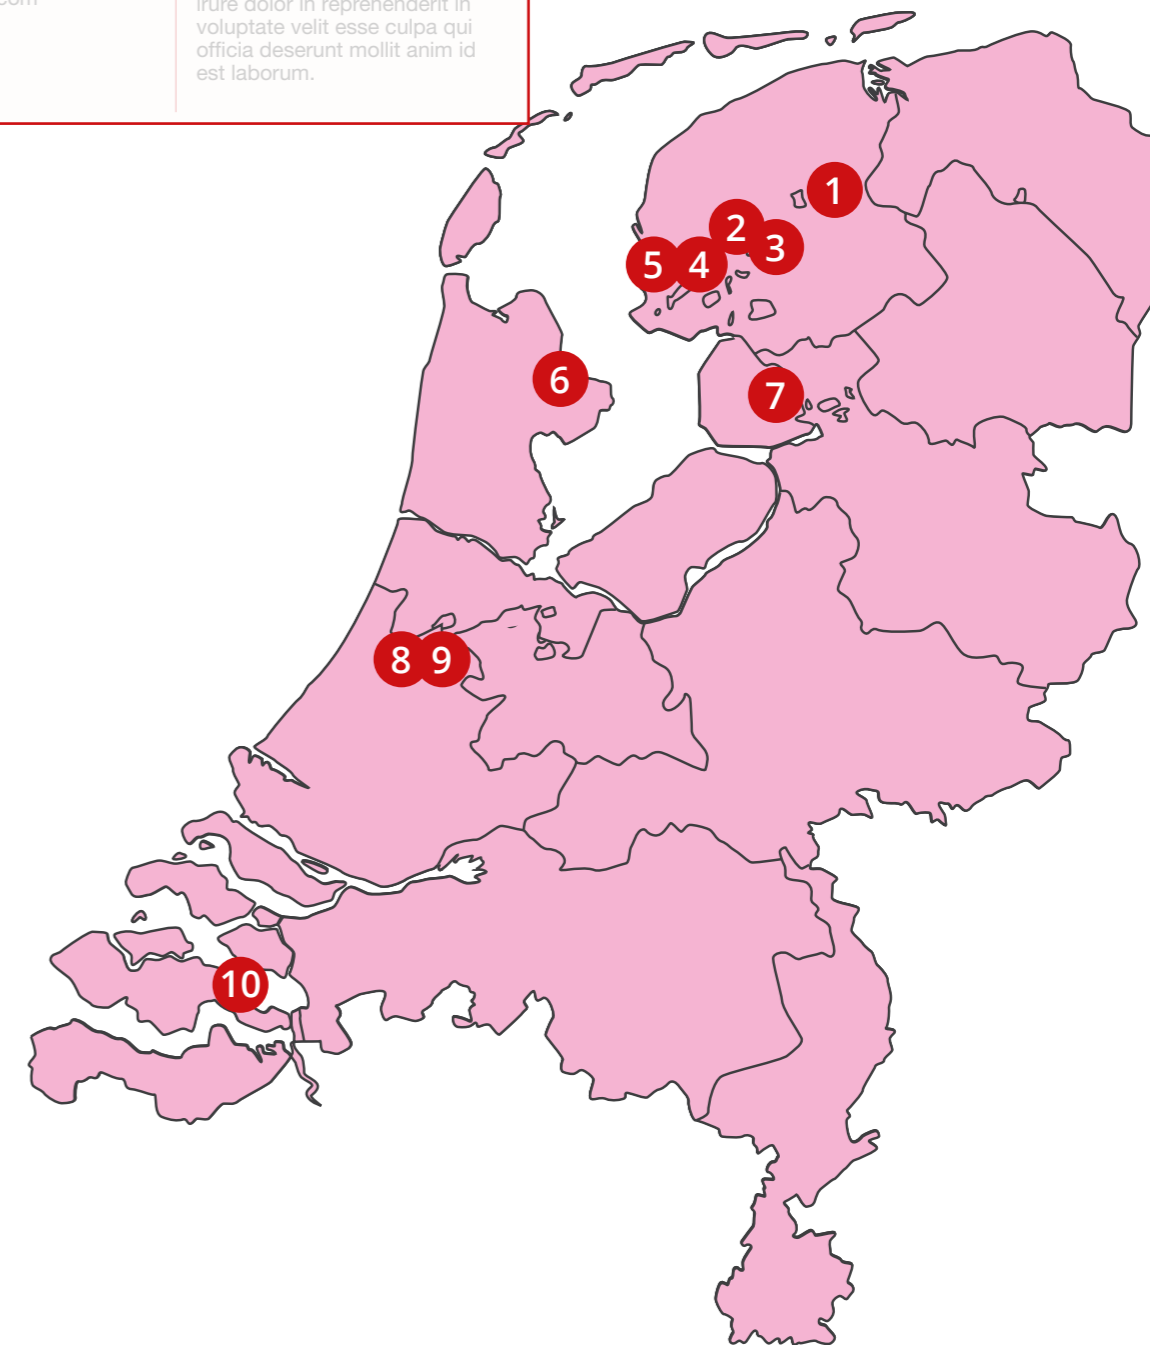 com
irure dolor in reprehenderit in
voluptate velit esse culpa qui
officia deserunt mollit anim id
est laborum.
1
2
3
5
4
6
7
8
9
10